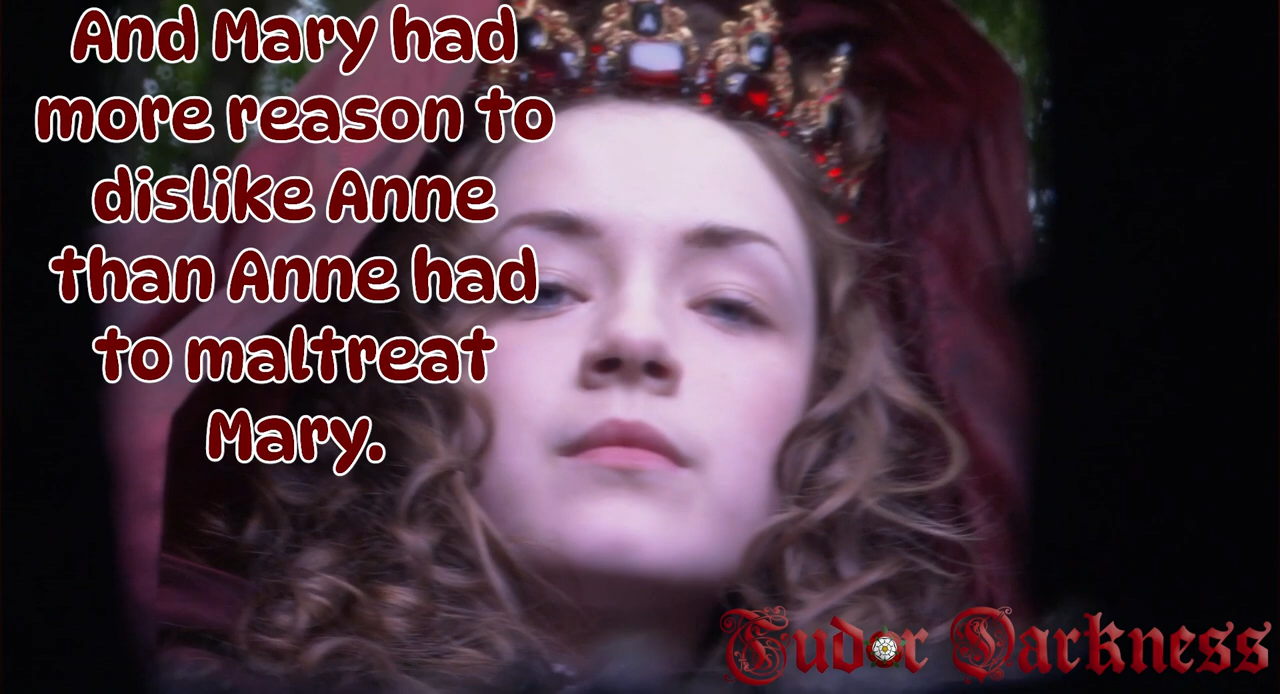 And Mary had
more reason to
dislike Anne
than Anne had
to maltreat
Mary.
Tudor Darkness